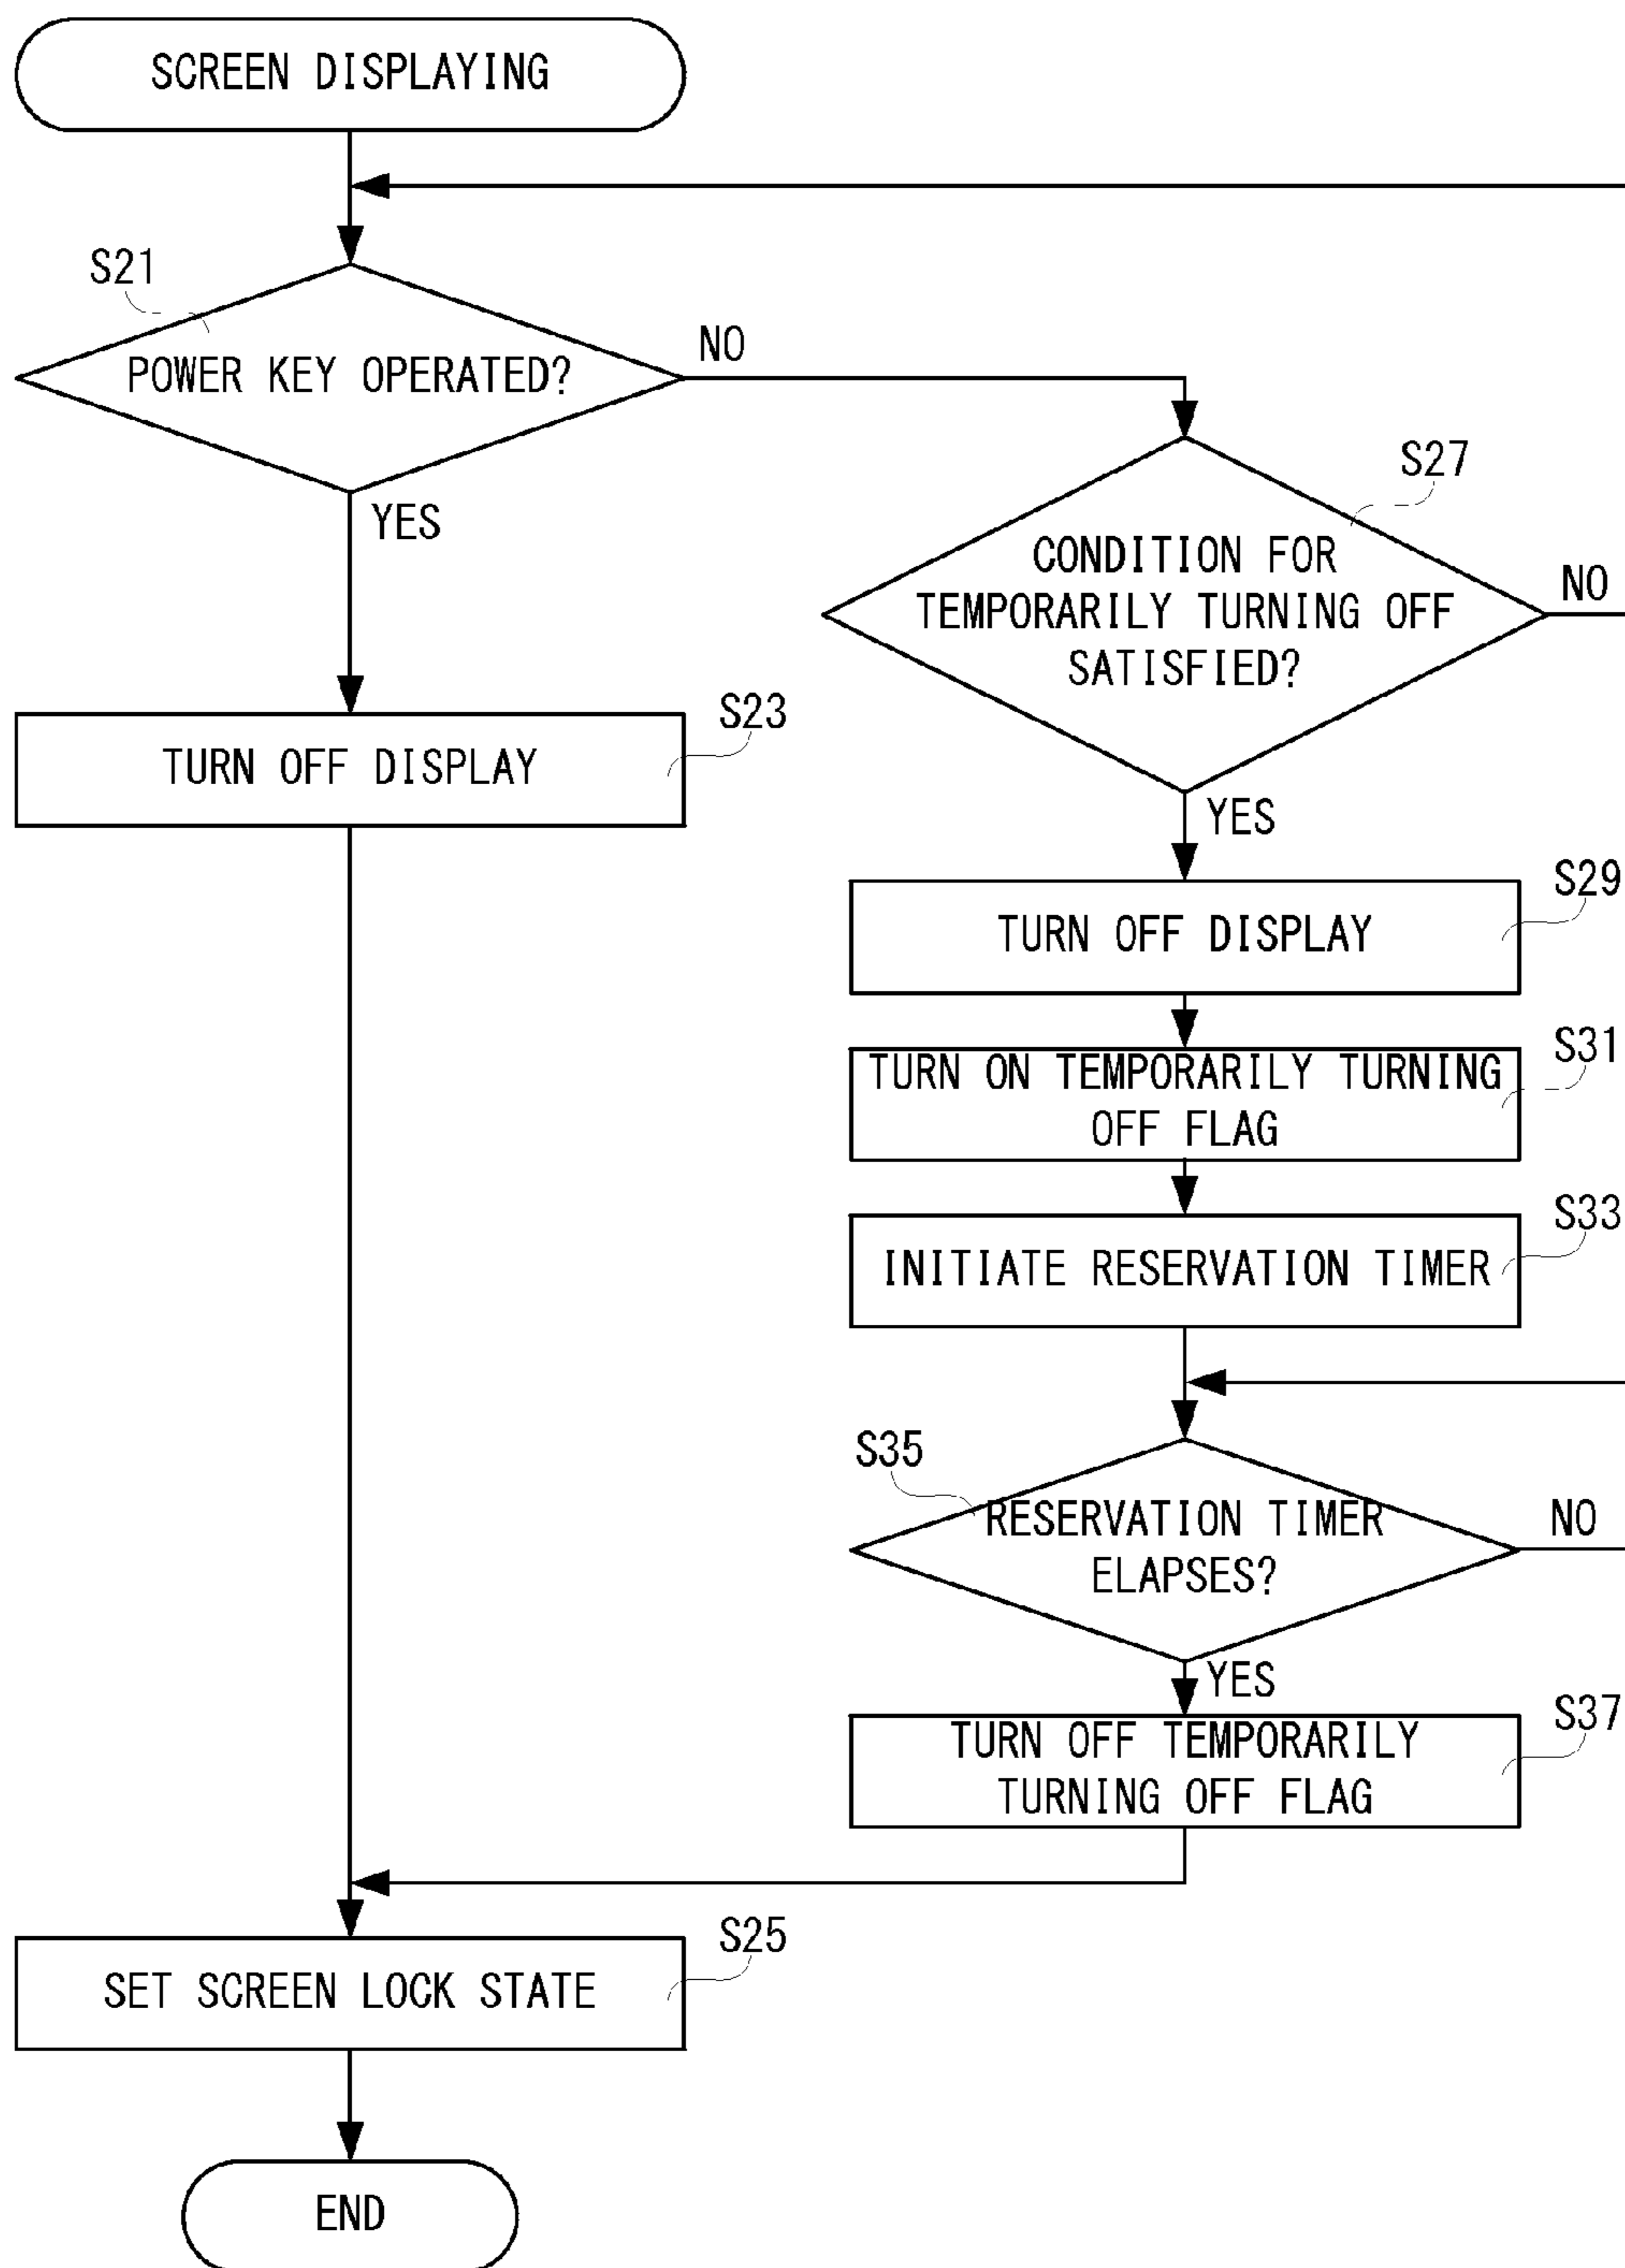 SCREEN DISPLAYING
S21
POWER KEY OPERATED?
NO
YES
S27
CONDITION FOR
TEMPORARILY TURNING OFF
SATISFIED?
NO
YES
S23
TURN OFF DISPLAY
S29
TURN OFF DISPLAY
S31
TURN ON TEMPORARILY TURNING
OFF FLAG
S33
INITIATE RESERVATION TIMER
S35
RESERVATION TIMER
ELAPSES?
NO
YES
S37
TURN OFF TEMPORARILY
TURNING OFF FLAG
S25
SET SCREEN LOCK STATE
END